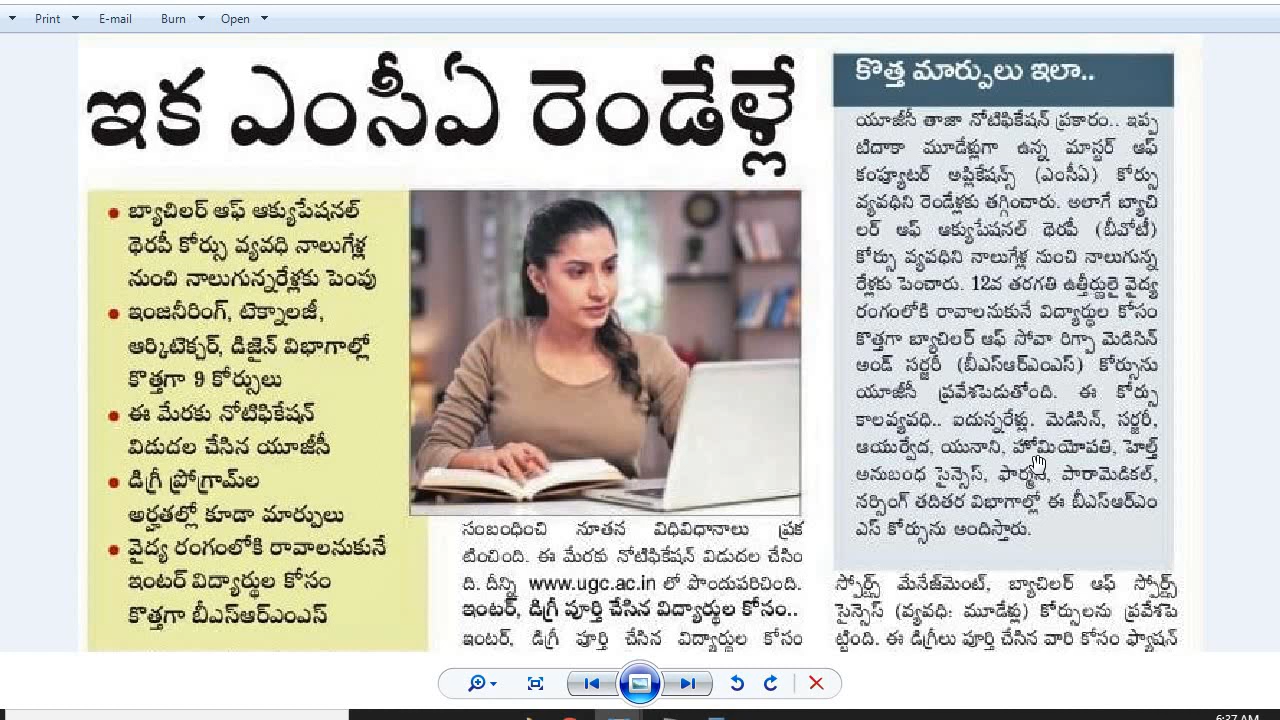 Print E-mail Burn Open
ఇక ఎంసీఏ రెండేళ్లే
• బ్యాచిలర్ ఆఫ్ ఆక్యుపేషనల్
థెరపీ కోర్సు వ్యవధి నాలుగేళ్ల
నుంచి నాలుగున్నరేళ్లకు పెంపు
• ఇంజనీరింగ్, టెక్నాలజీ,
ఆర్కిటెక్చర్, డిజైన్ విభాగాల్లో
కొత్తగా 9 కోర్సులు
• ఈ మేరకు నోటిఫికేషన్
విడుదల చేసిన యూజీసీ
• డిగ్రీ ప్రోగ్రామ్‌ల
అర్హతల్లో కూడా మార్పులు
• వైద్య రంగంలోకి రావాలనుకునే
ఇంటర్ విద్యార్థుల కోసం
కొత్తగా బీఎస్ఆర్ఎంఎస్
సంబంధించి నూతన విధివిధానాలు ప్రక
టించింది. ఈ మేరకు నోటిఫికేషన్ విడుదల చేసిం
ది. దీన్ని www.ugc.ac.in లో పొందుపరిచింది.
ఇంటర్, డిగ్రీ పూర్తి చేసిన విద్యార్థుల కోసం..
ఇంటర్, డిగ్రీ పూర్తి చేసిన విద్యార్థుల కోసం
కొత్త మార్పులు ఇలా..
యూజీసీ తాజా నోటిఫికేషన్ ప్రకారం.. ఇప్ప
టిదాకా మూడేళ్లుగా ఉన్న మాస్టర్ ఆఫ్
కంప్యూటర్ అప్లికేషన్స్ (ఎంసీఏ) కోర్సు
వ్యవధిని రెండేళ్లకు తగ్గించారు. అలాగే బ్యాచి
లర్ ఆఫ్ ఆక్యుపేషనల్ థెరపీ (బీవోటీ)
కోర్సు వ్యవధిని నాలుగేళ్ల నుంచి నాలుగున్న
రేళ్లకు పెంచారు. 12వ తరగతి ఉత్తీర్ణులై వైద్య
రంగంలోకి రావాలనుకునే విద్యార్థుల కోసం
కొత్తగా బ్యాచిలర్ ఆఫ్ సోవా రిగ్పా మెడిసిన్
అండ్ సర్జరీ (బీఎస్ఆర్ఎంఎస్) కోర్సును
యూజీసీ ప్రవేశపెడుతోంది. ఈ కోర్సు
కాలవ్యవధి.. ఐదున్నరేళ్లు. మెడిసిన్, సర్జరీ,
ఆయుర్వేద, యునాని, హోమియోపతి, హెల్త్
అనుబంధ సైన్సెస్, ఫార్మసీ, పారామెడికల్,
నర్సింగ్ తదితర విభాగాల్లో ఈ బీఎస్ఆర్ఎం
ఎస్ కోర్సును అందిస్తారు.
స్పోర్ట్స్ మేనేజ్‌మెంట్, బ్యాచిలర్ ఆఫ్ స్పోర్ట్స్
సైన్సెస్ (వ్యవధి: మూడేళ్లు) కోర్సులను ప్రవేశపె
ట్టింది. ఈ డిగ్రీలు పూర్తి చేసిన వారి కోసం ఫ్యాషన్